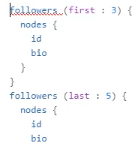 followers (first : 3) {
nodes {
id
bio
}
}
followers (last : 5) {
nodes {
id
bio